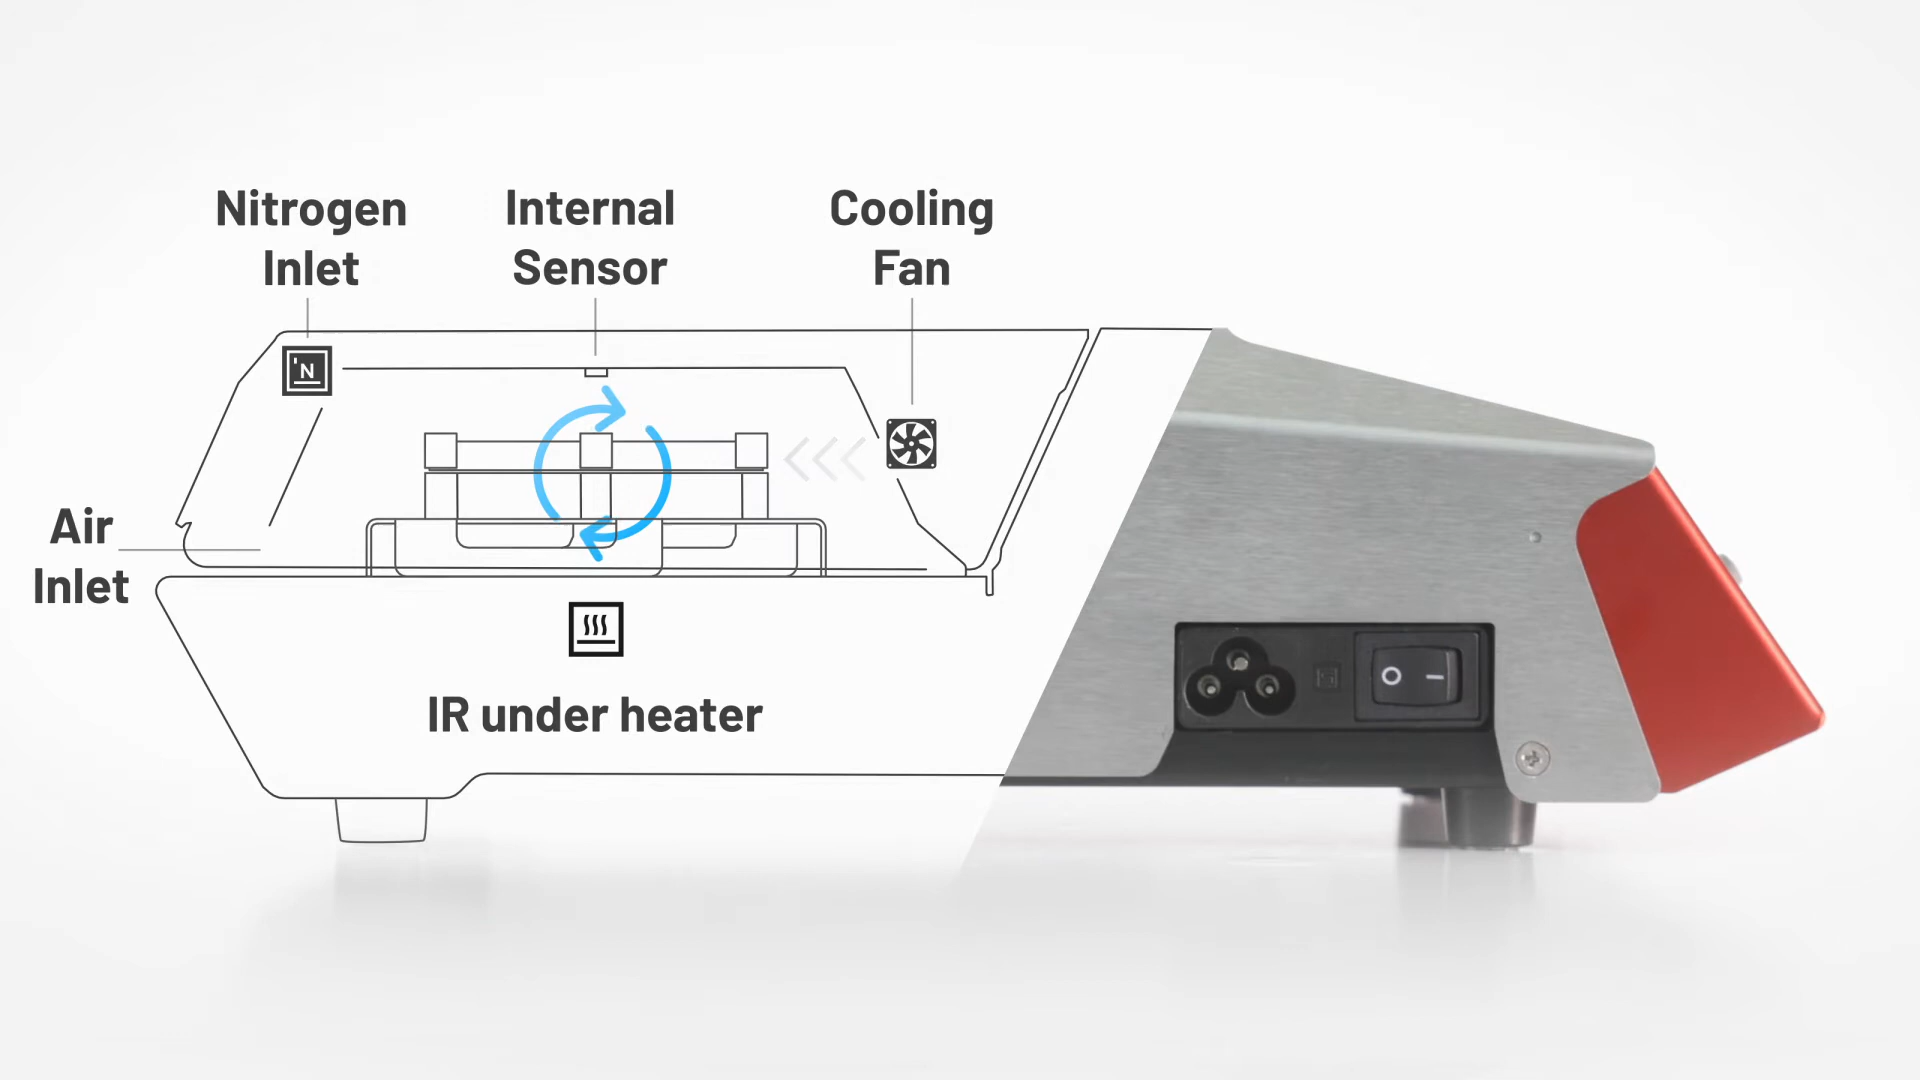 Nitrogen
Inlet
Internal
Sensor
Cooling
Fan
N
Air
Inlet
IR under heater
O I